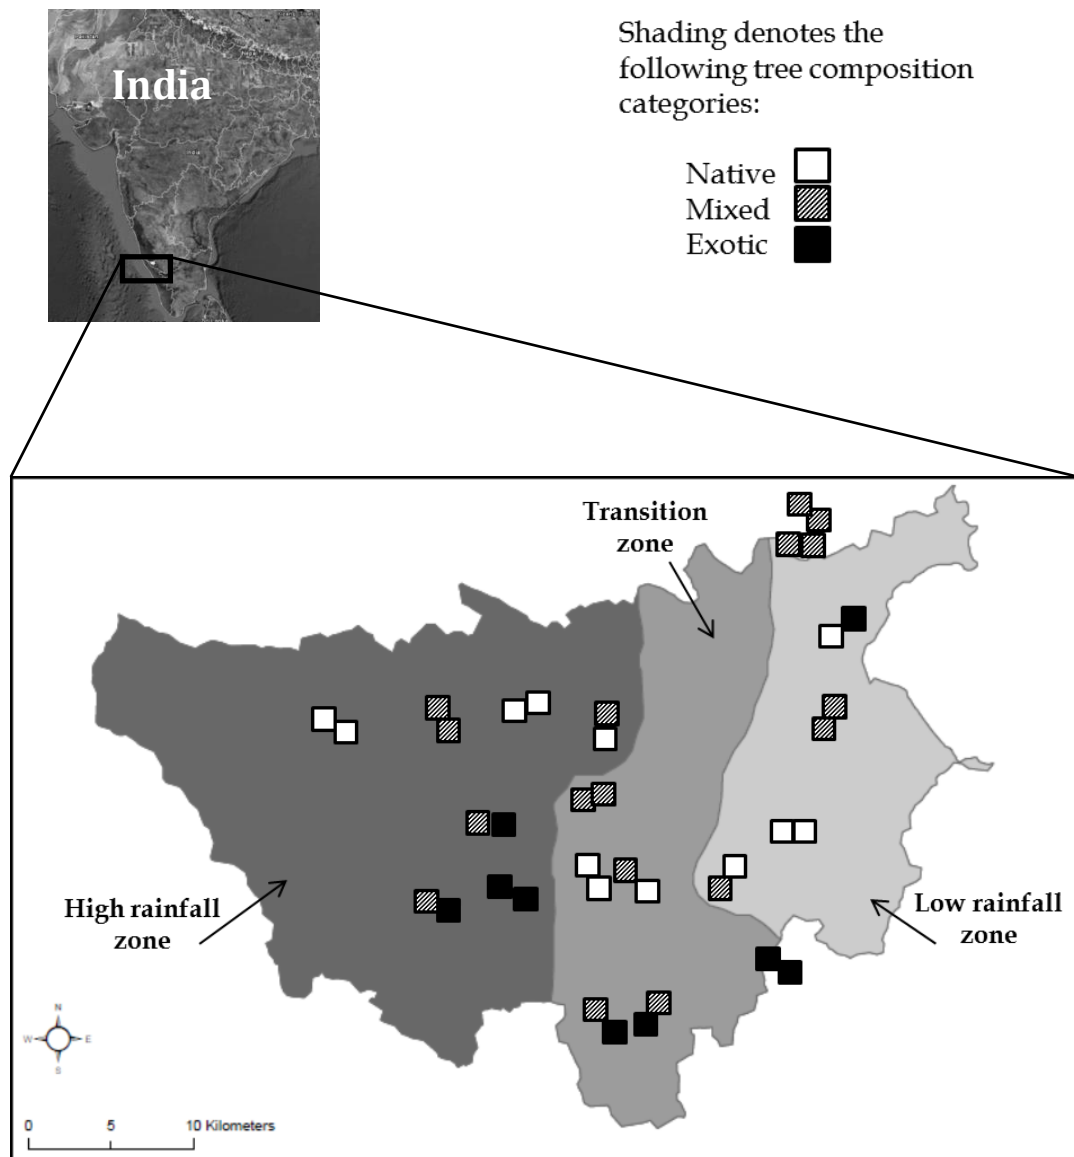 India
Shading denotes the
following tree composition
categories:
Native
Mixed
Exotic
Transition
zone
High rainfall
zone
Low rainfall
zone
N
W E
S
0 5 10 Kilometers